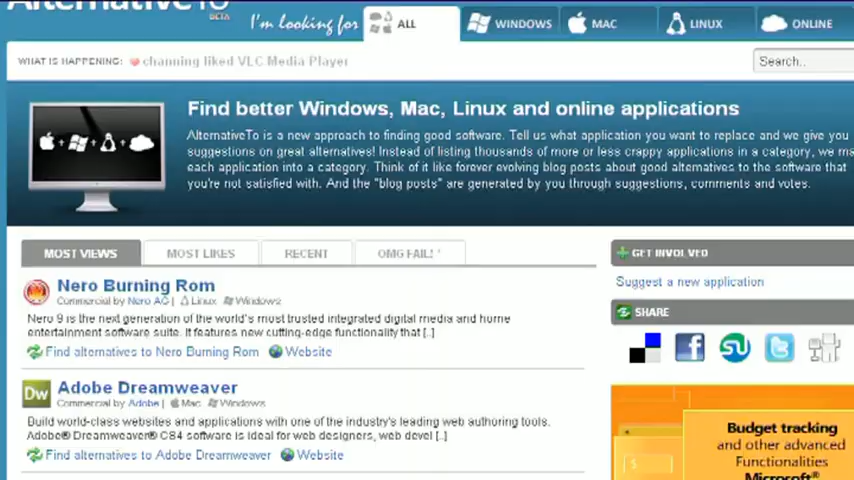 AlternativeTo
BETA
I'm looking for
ALL
WINDOWS
MAC
LINUX
ONLINE
WHAT IS HAPPENING:
channing liked VLC Media Player
Search..
Find better Windows, Mac, Linux and online applications
AlternativeTo is a new approach to finding good software. Tell us what application you want to replace and we give you
suggestions on great alternatives! Instead of listing thousands of more or less crappy applications in a category, we ma
each application into a category. Think of it like forever evolving blog posts about good alternatives to the software that
you're not satisfied with. And the "blog posts" are generated by you through suggestions, comments and votes.
MOST VIEWS
MOST LIKES
RECENT
OMG FAIL!
GET INVOLVED
Suggest a new application
SHARE
Nero Burning Rom
Commercial by Nero AG | Linux Windows
Nero 9 is the next generation of the world's most trusted integrated digital media and home
entertainment software suite. It features new cutting-edge functionality that [..]
Find alternatives to Nero Burning Rom Website
Dw
Adobe Dreamweaver
Commercial by Adobe | Mac Windows
Build world-class websites and applications with one of the industry's leading web authoring tools.
Adobe® Dreamweaver® CS4 software is ideal for web designers, web devel [..]
Find alternatives to Adobe Dreamweaver Website
Budget tracking
and other advanced
Functionalities
Microsoft®